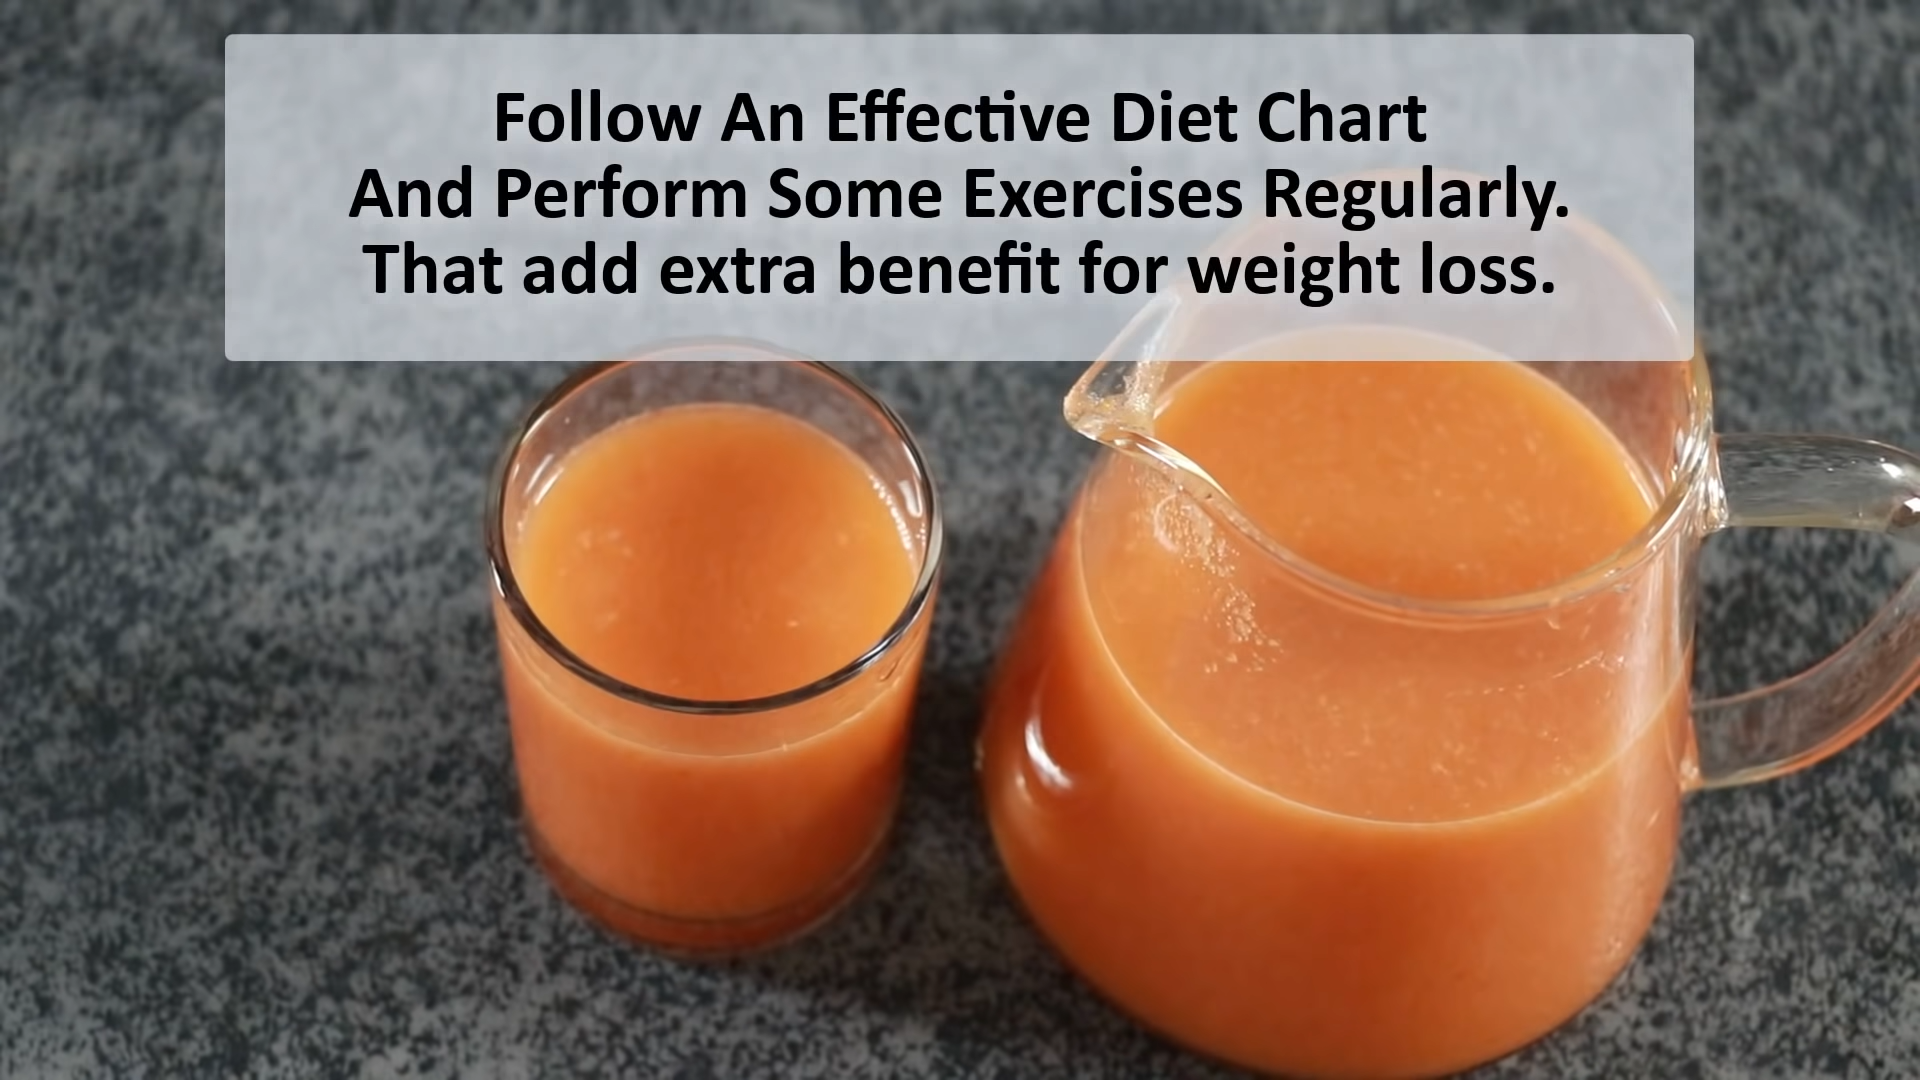 Follow An Effective Diet Chart
And Perform Some Exercises Regularly.
That add extra benefit for weight loss.